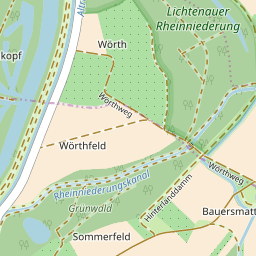 Lichtenauer
Rheinniederung
Wörth
kopf
Wörthweg
Wörthfeld
Wörthweg
Rheinniederungskanal
Hinterlanddamm
Grunwald
Bauersmatt
Sommerfeld